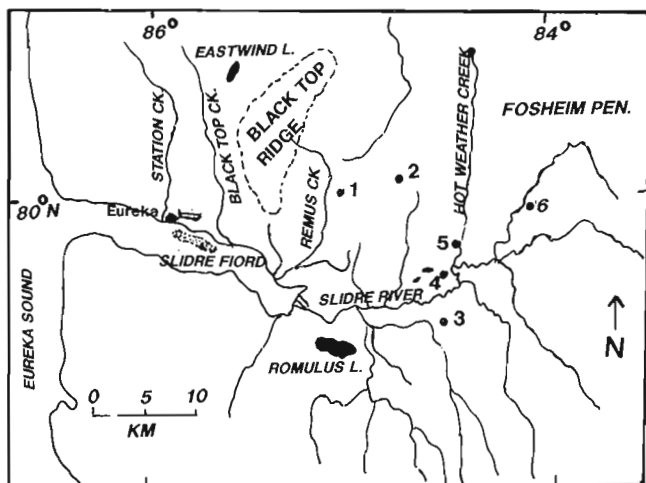 86°
84°
EASTWIND L.
BLACK TOP
RIDGE
STATION CK.
BLACK TOP CK.
REMUS CK
HOT WEATHER CREEK
FOSHEIM PEN.
80°N
Eureka
1
2
6
5
4
3
SLIDRE FIORD
SLIDRE RIVER
EUREKA SOUND
ROMULUS L.
N
0 5 10
KM